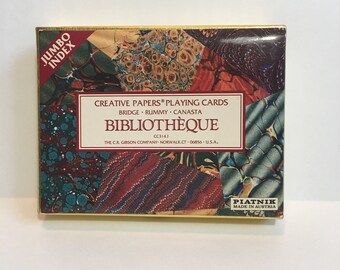 JUMBO
INDEX
CREATIVE PAPERS® PLAYING CARDS
BRIDGE • RUMMY • CANASTA
BIBLIOTHÈQUE
CC3142
THE C.R. GIBSON COMPANY • NORWALK, CT • 06856 • U.S.A.
PIATNIK
MADE IN AUSTRIA